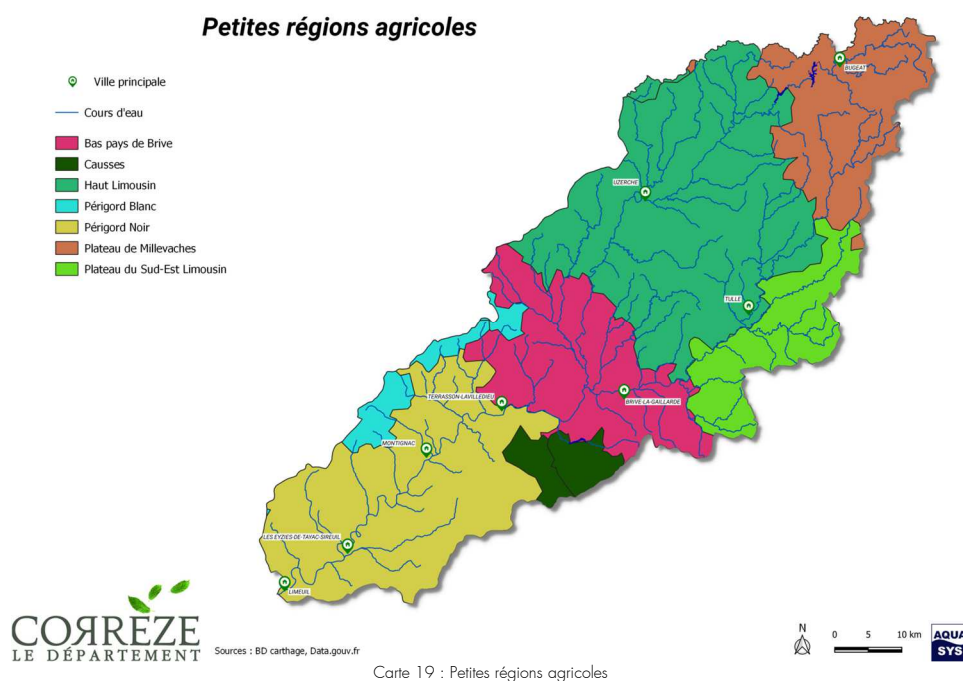 Petites régions agricoles
Ville principale
Cours d'eau
Bas pays de Brive
Causses
Haut Limousin
Périgord Blanc
Périgord Noir
Plateau de Millevaches
Plateau du Sud-Est Limousin
BUGEAT
UZERCHE
TULLE
TERRASSON-LAVILLEDIEU
BRIVE-LA-GAILLARDE
MONTIGNAC
LES EYZIES-DE-TAYAC-SIREUIL
LIMEUIL
CORRÈZE
LE DÉPARTEMENT
Sources : BD carthage, Data.gouv.fr
N
0 5 10 km
AQUA
SYS
Carte 19 : Petites régions agricoles